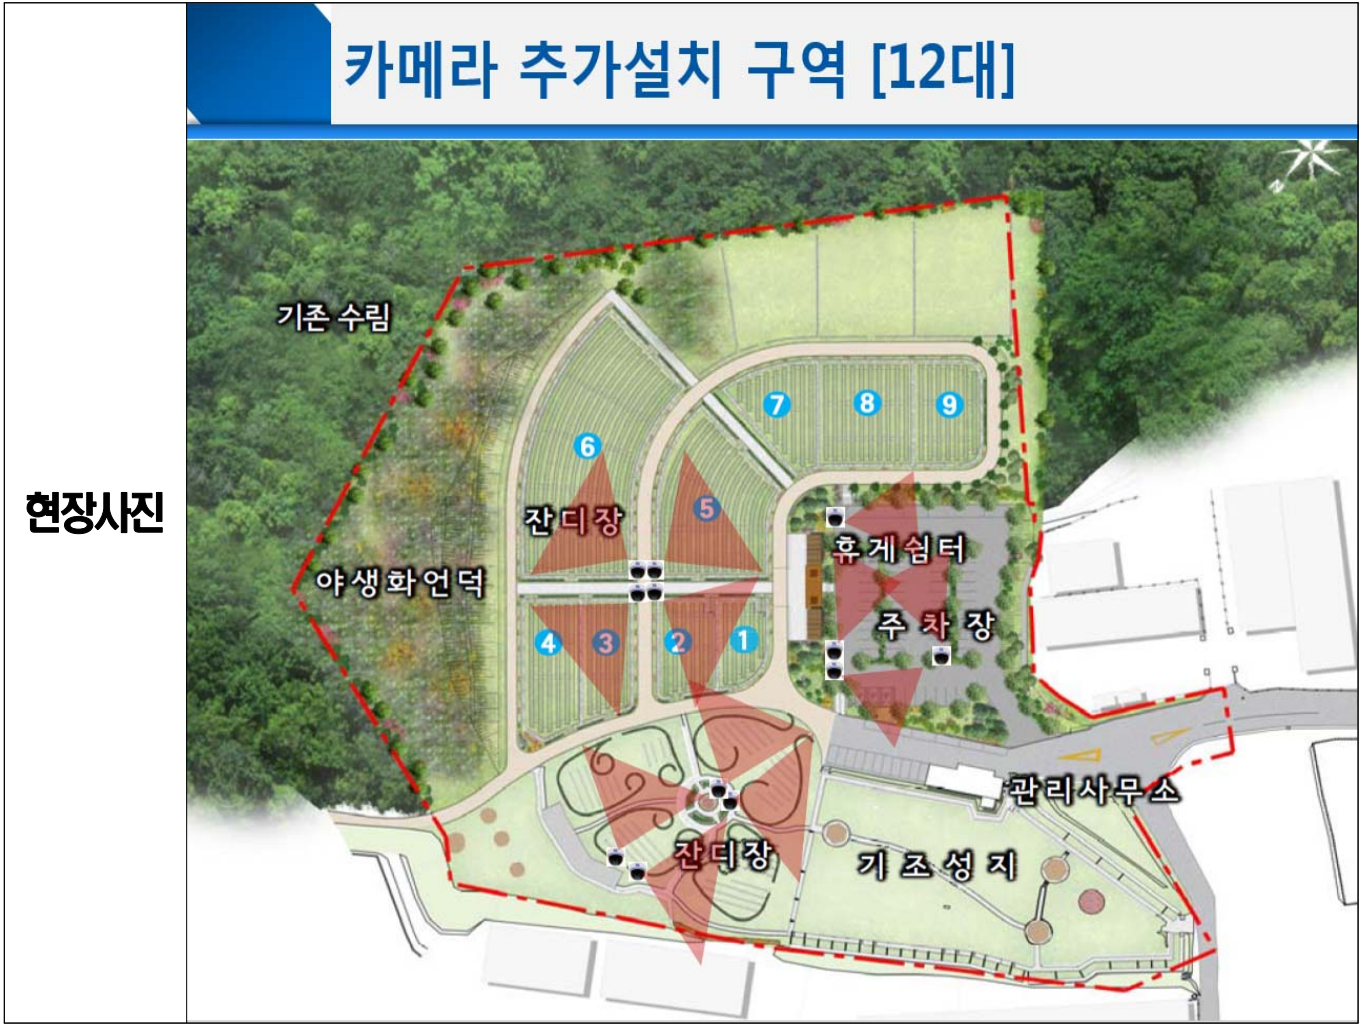 카메라 추가설치 구역 [12대]
현장사진
기존 수림
7
8
9
6
5
잔디장
휴게쉼터
야생화언덕
주차장
4
3
2
1
관리사무소
잔디장
기조성지
N